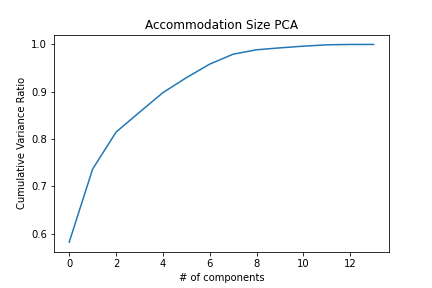 Accommodation Size PCA
1.0
0.9
0.8
0.7
0.6
Cumulative Variance Ratio
0 2 4 6 8 10 12
# of components